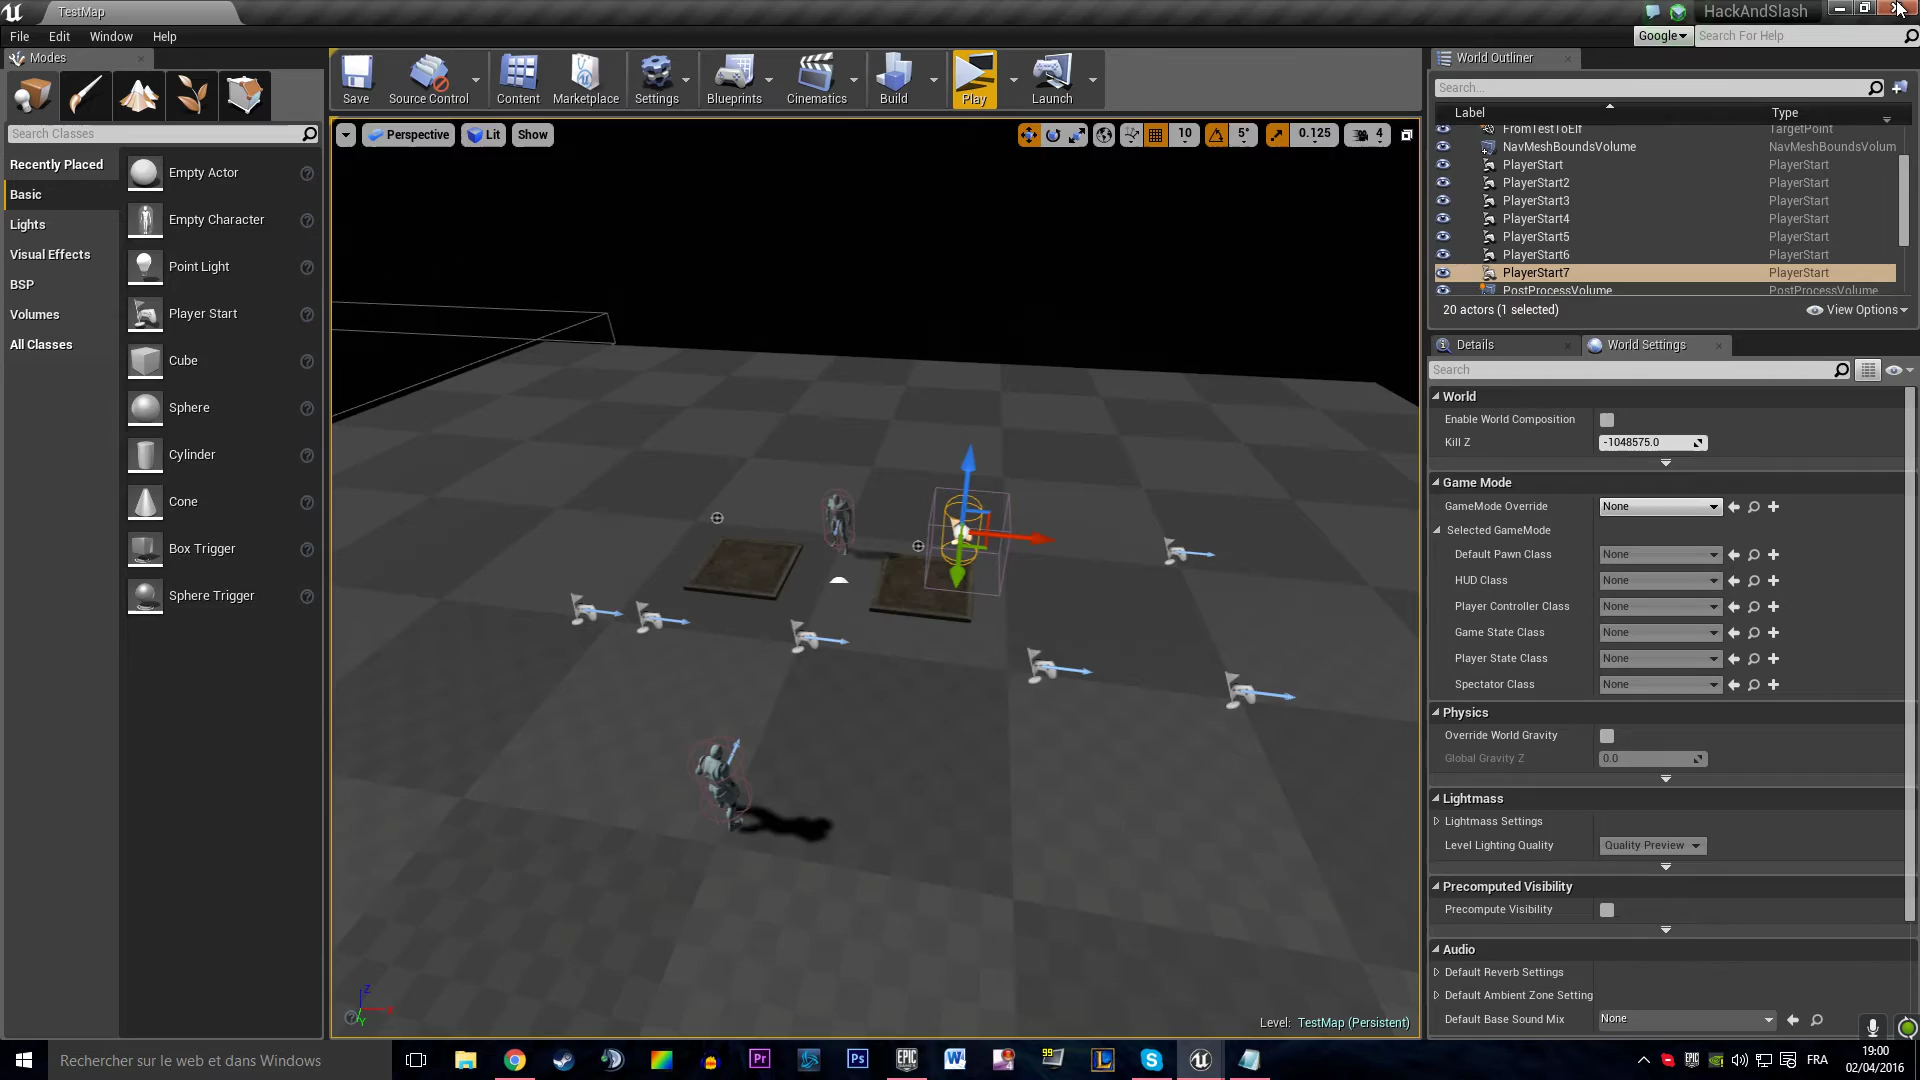 TestMap
HackAndSlash
File Edit Window Help
Google
Search For Help
Modes
Search Classes
Recently Placed
Basic
Lights
Visual Effects
BSP
Volumes
All Classes
Empty Actor
Empty Character
Point Light
Player Start
Cube
Sphere
Cylinder
Cone
Box Trigger
Sphere Trigger
Save
Source Control
Content
Marketplace
Settings
Blueprints
Cinematics
Build
Play
Launch
Perspective Lit Show
10 5° 0.125 4
Z
Y
Level: TestMap (Persistent)
World Outliner
Search...
Label Type
FromTestToElf TargetPoint
NavMeshBoundsVolume NavMeshBoundsVolum
PlayerStart PlayerStart
PlayerStart2 PlayerStart
PlayerStart3 PlayerStart
PlayerStart4 PlayerStart
PlayerStart5 PlayerStart
PlayerStart6 PlayerStart
PlayerStart7 PlayerStart
PostProcessVolume PostProcessVolume
20 actors (1 selected)
View Options
Details
World Settings
Search
World
Enable World Composition
Kill Z -1048575.0
Game Mode
GameMode Override None
Selected GameMode
Default Pawn Class None
HUD Class None
Player Controller Class None
Game State Class None
Player State Class None
Spectator Class None
Physics
Override World Gravity
Global Gravity Z 0.0
Lightmass
Lightmass Settings
Level Lighting Quality Quality Preview
Precomputed Visibility
Precompute Visibility
Audio
Default Reverb Settings
Default Ambient Zone Setting
Default Base Sound Mix None
Rechercher sur le web et dans Windows
Pr
Ps
EPIC
GAMES
W
99
L
S
FRA
19:00
02/04/2016